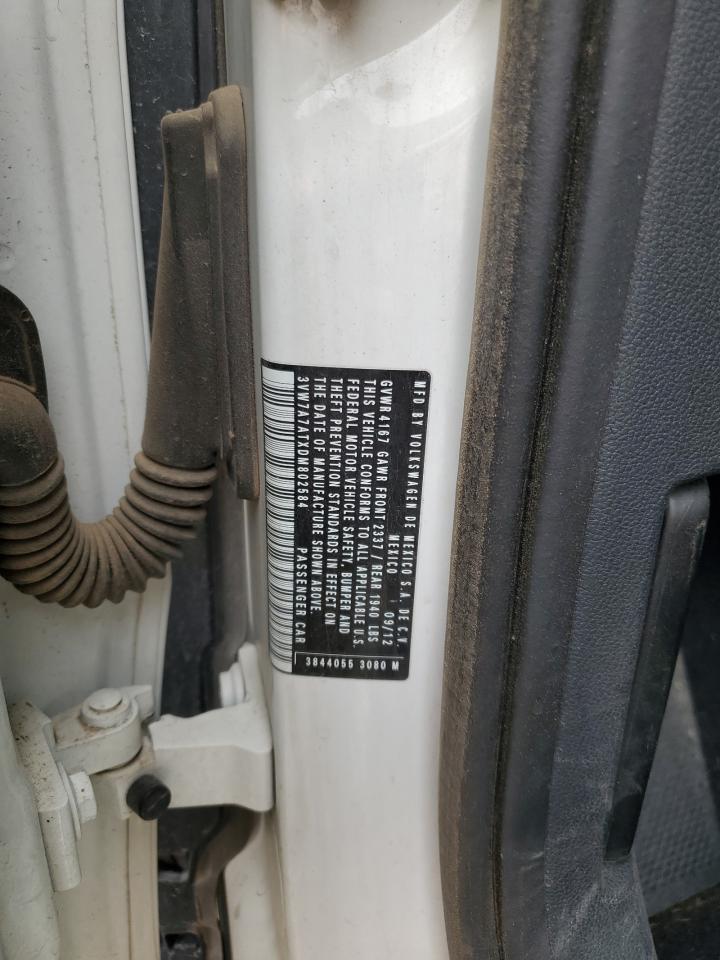 MFD BY VOLKSWAGEN DE MEXICO S.A. DE C.V.
MEXICO 09/12
GVWR 4167 GAWR FRONT 2337/ REAR 1940 LBS
THIS VEHICLE CONFORMS TO ALL APPLICABLE U.S.
FEDERAL MOTOR VEHICLE SAFETY, BUMPER AND
THEFT PREVENTION STANDARDS IN EFFECT ON
THE DATE OF MANUFACTURE SHOWN ABOVE.
3VW7A7ATXDM802584 PASSENGER CAR
3844055 3080 M